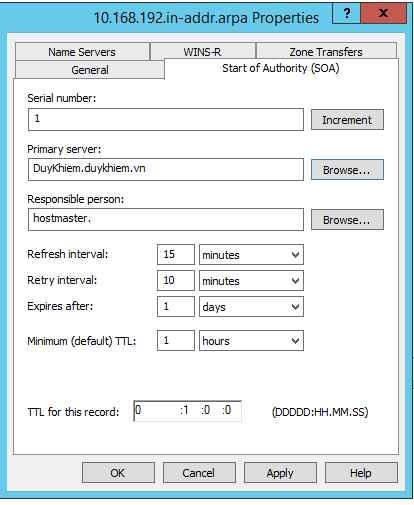 10.168.192.in-addr.arpa Properties ? x
Name Servers WINS-R Zone Transfers
General Start of Authority (SOA)
Serial number:
1 Increment
Primary server:
DuyKhiem.duykhiem.vn Browse...
Responsible person:
hostmaster. Browse...
Refresh interval: 15 minutes
Retry interval: 10 minutes
Expires after: 1 days
Minimum (default) TTL: 1 hours
TTL for this record: 0 :1 :0 :0 (DDDDD:HH.MM.SS)
OK Cancel Apply Help